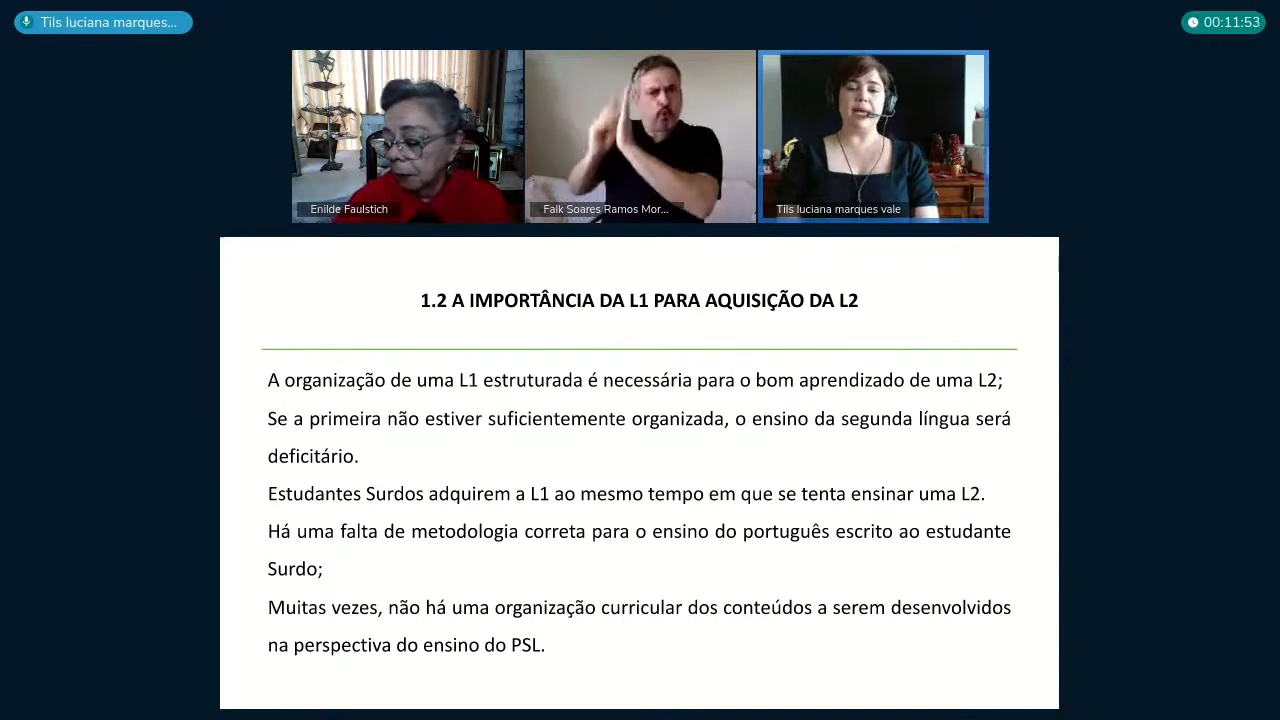 Tils luciana marques...
00:11:53
Enilde Faulstich
Falk Soares Ramos Mor...
Tils luciana marques vale
1.2 A IMPORTÂNCIA DA L1 PARA AQUISIÇÃO DA L2
A organização de uma L1 estruturada é necessária para o bom aprendizado de uma L2;
Se a primeira não estiver suficientemente organizada, o ensino da segunda língua será
deficitário.
Estudantes Surdos adquirem a L1 ao mesmo tempo em que se tenta ensinar uma L2.
Há uma falta de metodologia correta para o ensino do português escrito ao estudante
Surdo;
Muitas vezes, não há uma organização curricular dos conteúdos a serem desenvolvidos
na perspectiva do ensino do PSL.